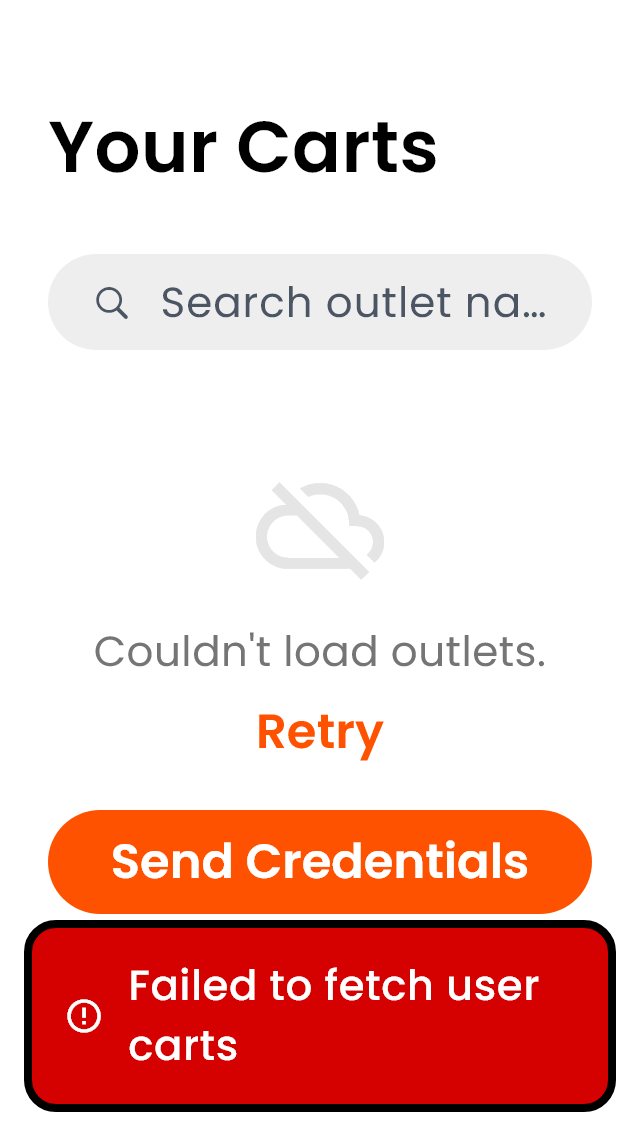 Your Carts
Search outlet na...
Couldn't load outlets.
Retry
Send Credentials
Failed to fetch user
carts